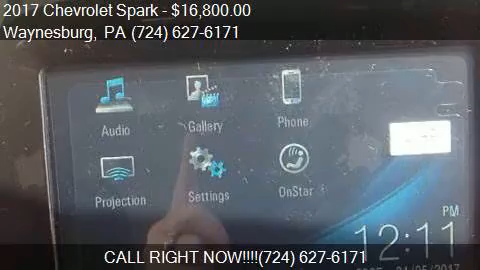 2017 Chevrolet Spark - $16,800.00
Waynesburg, PA (724) 627-6171
Audio
Gallery
Phone
Projection
Settings
OnStar
PM
12:11
CALL RIGHT NOW!!!!(724) 627-6171